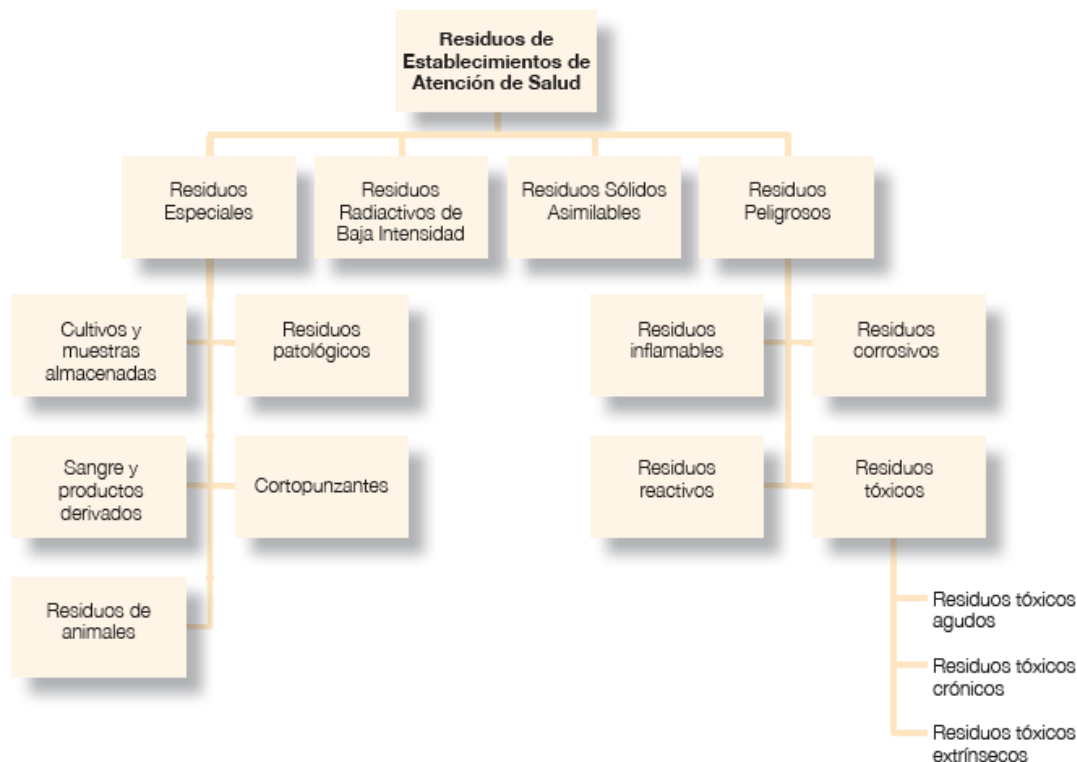 Residuos de
Establecimientos de
Atención de Salud
Residuos
Especiales
Residuos
Radiactivos de
Baja Intensidad
Residuos Sólidos
Asimilables
Residuos
Peligrosos
Cultivos y
muestras
almacenadas
Residuos
patológicos
Residuos
inflamables
Residuos
corrosivos
Sangre y
productos
derivados
Cortopunzantes
Residuos
reactivos
Residuos
tóxicos
Residuos de
animales
Residuos tóxicos
agudos
Residuos tóxicos
crónicos
Residuos tóxicos
extrínsecos